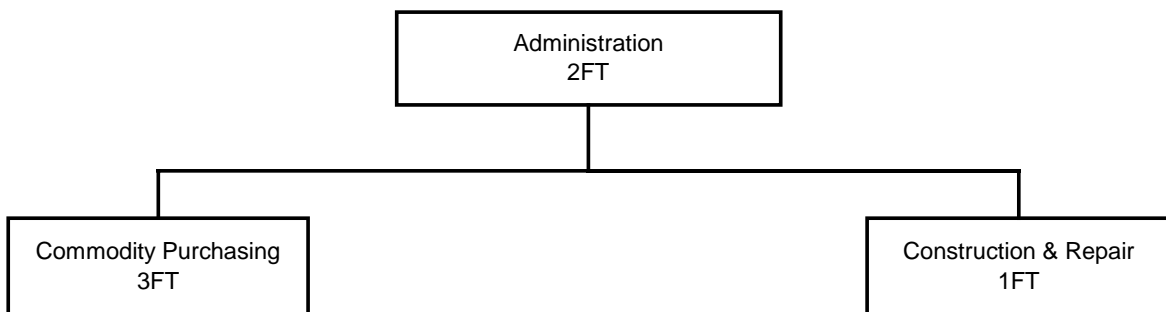 Administration
2FT
Commodity Purchasing
3FT
Construction & Repair
1FT